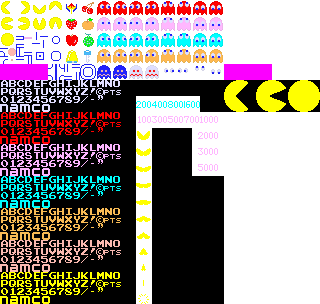 ABCDEFGHIJKLMNO
PQRSTUVWXYZ!©PTS
0123456789/-"
namco
ABCDEFGHIJKLMNO
PQRSTUVWXYZ!©PTS
0123456789/-"
namco
ABCDEFGHIJKLMNO
PQRSTUVWXYZ!©PTS
0123456789/-"
namco
ABCDEFGHIJKLMNO
PQRSTUVWXYZ!©PTS
0123456789/-"
namco
ABCDEFGHIJKLMNO
PQRSTUVWXYZ!©PTS
0123456789/-"
namco
ABCDEFGHIJKLMNO
PQRSTUVWXYZ!©PTS
0123456789/-"
namco
ABCDEFGHIJKLMNO
PQRSTUVWXYZ!©PTS
0123456789/-"
namco
200 400 800 1600
100 300 500 700 1000
2000
3000
5000